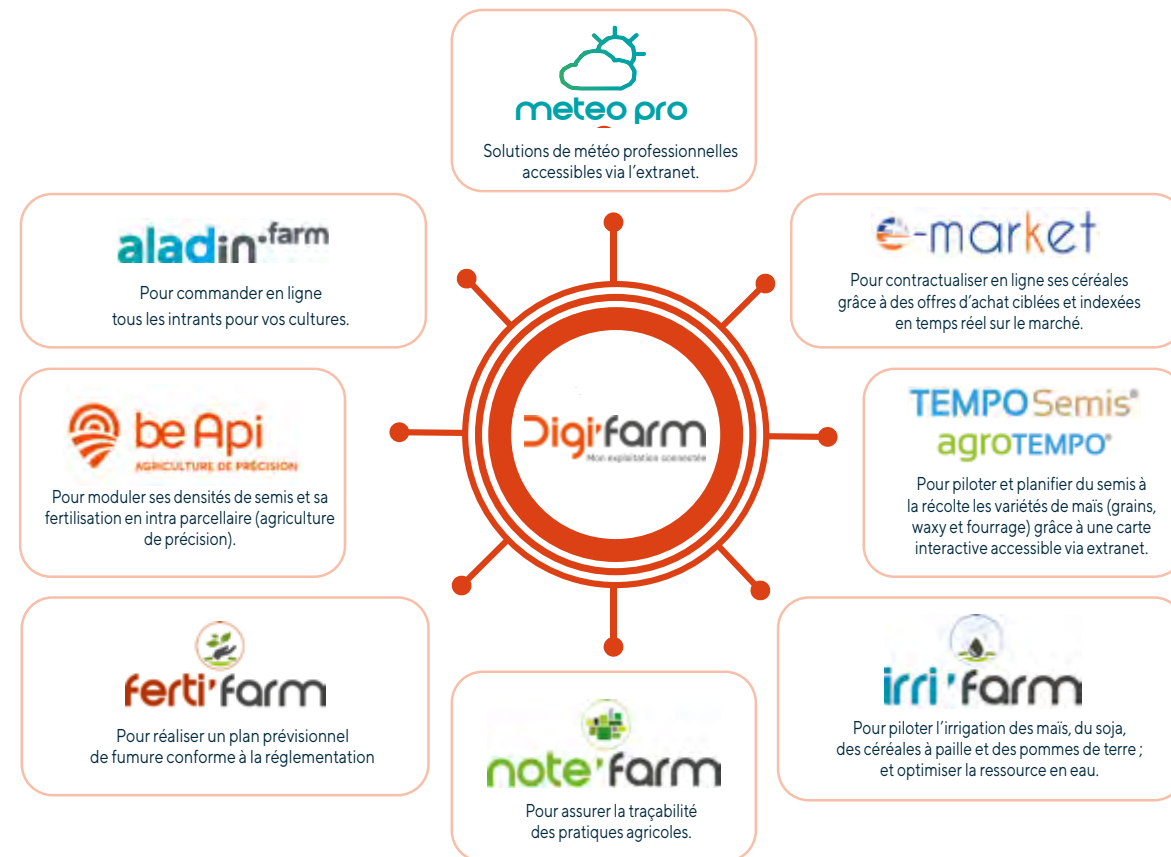 meteo pro
Solutions de météo professionnelles
accessibles via l'extranet.
aladin.farm
Pour commander en ligne
tous les intrants pour vos cultures.
e-market
Pour contractualiser en ligne ses céréales
grâce à des offres d'achat ciblées et indexées
en temps réel sur le marché.
be Api
AGRICULTURE DE PRÉCISION
Pour moduler ses densités de semis et sa
fertilisation en intra parcellaire (agriculture
de précision).
Digi'farm
Mon exploitation connectée
TEMPO Semis®
agroTEMPO®
Pour piloter et planifier du semis à
la récolte les variétés de maïs (grains,
waxy et fourrage) grâce à une carte
interactive accessible via extranet.
ferti'farm
Pour réaliser un plan prévisionnel
de fumure conforme à la réglementation
note'farm
Pour assurer la traçabilité
des pratiques agricoles.
irri'farm
Pour piloter l'irrigation des maïs, du soja,
des céréales à paille et des pommes de terre ;
et optimiser la ressource en eau.